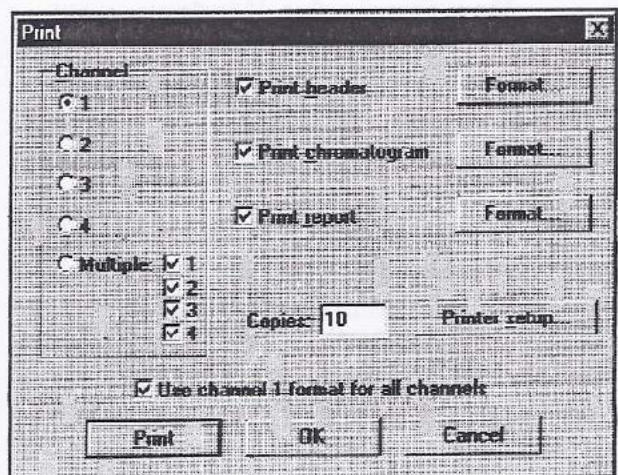 Print
Channel
1
2
3
4
Multiple: 1
2
3
4
Print header Format...
Print chromatogram Format...
Print report Format...
Copies: 10 Printer setup...
Use channel 1 format for all channels
Print OK Cancel